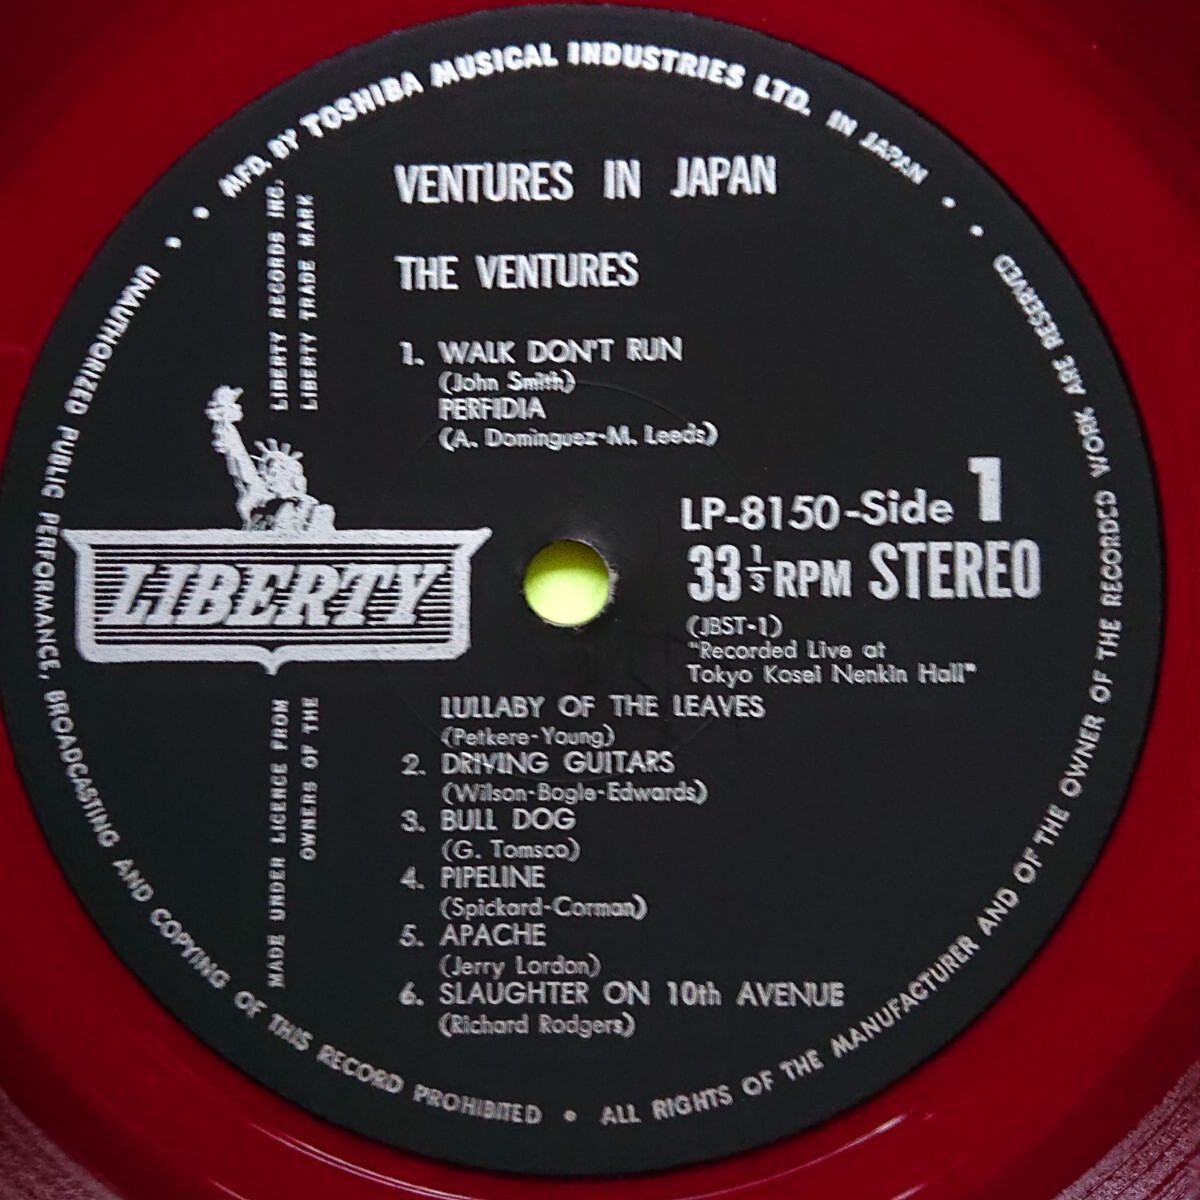 MFD. BY TOSHIBA MUSICAL INDUSTRIES LTD. IN JAPAN
VENTURES IN JAPAN
THE VENTURES
LIBERTY RECORDS INC.
LIBERTY TRADE MARK
1. WALK DON'T RUN
(John Smith)
PERFIDIA
(A. Dominguez-M. Leeds)
LP-8150-Side 1
33 1/3 RPM STEREO
(JBST-1)
"Recorded Live at
Tokyo Kosei Nenkin Hall"
LIBERTY
LULLABY OF THE LEAVES
(Petkere-Young)
2. DRIVING GUITARS
(Wilson-Bogle-Edwards)
3. BULL DOG
(G. Tomsco)
4. PIPELINE
(Spickard-Corman)
5. APACHE
(Jerry Lordon)
6. SLAUGHTER ON 10th AVENUE
(Richard Rodgers)
MADE UNDER LICENCE FROM
OWNERS OF THE
UNAUTHORIZED PUBLIC PERFORMANCE, BROADCASTING AND COPYING OF THIS RECORD PROHIBITED • ALL RIGHTS OF THE MANUFACTURER AND OF THE OWNER OF THE RECORDED WORK ARE RESERVED